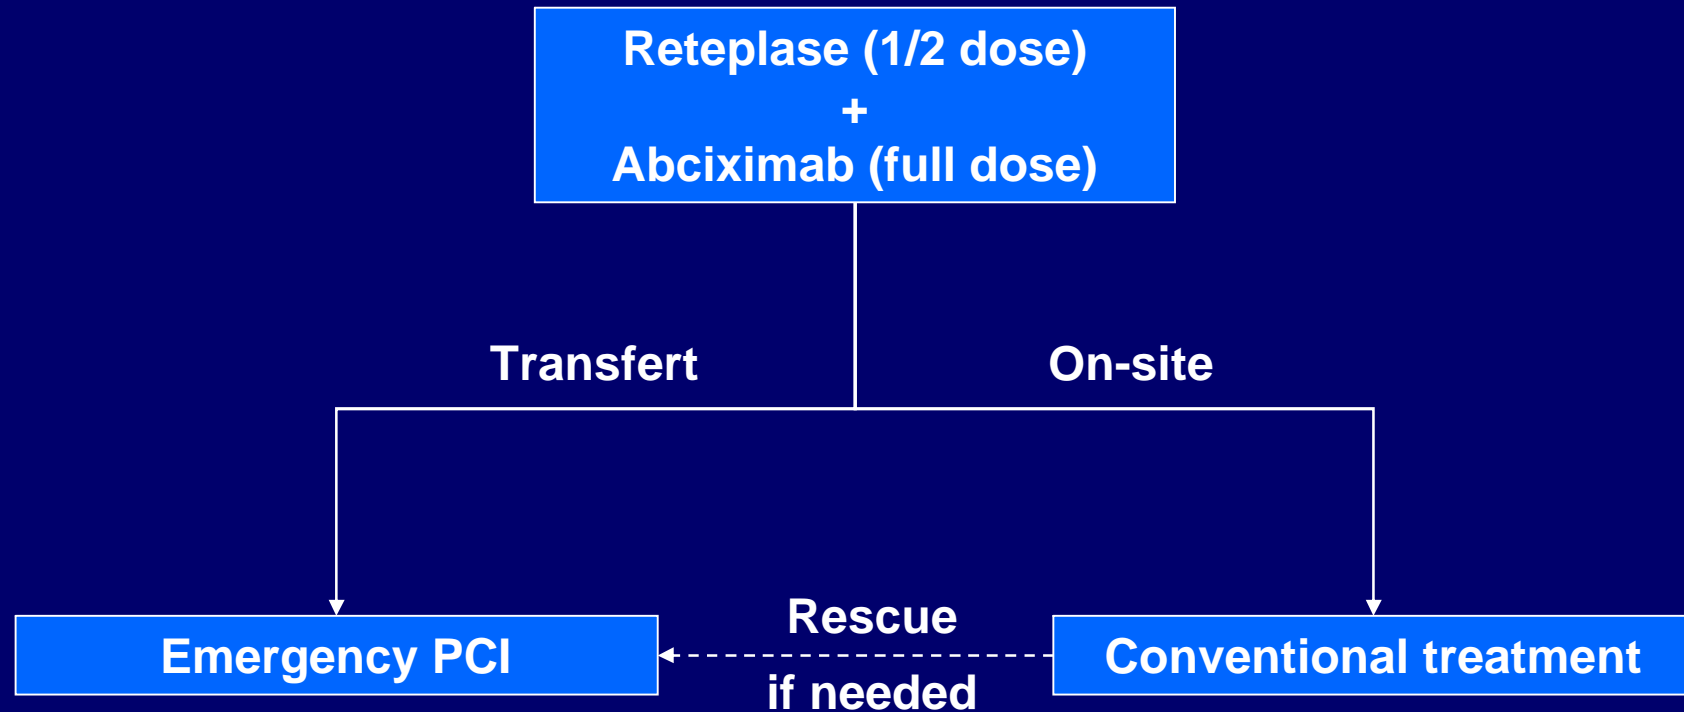 Reteplase (1/2 dose)
+
Abciximab (full dose)
Transfert
On-site
Emergency PCI
Rescue
if needed
Conventional treatment